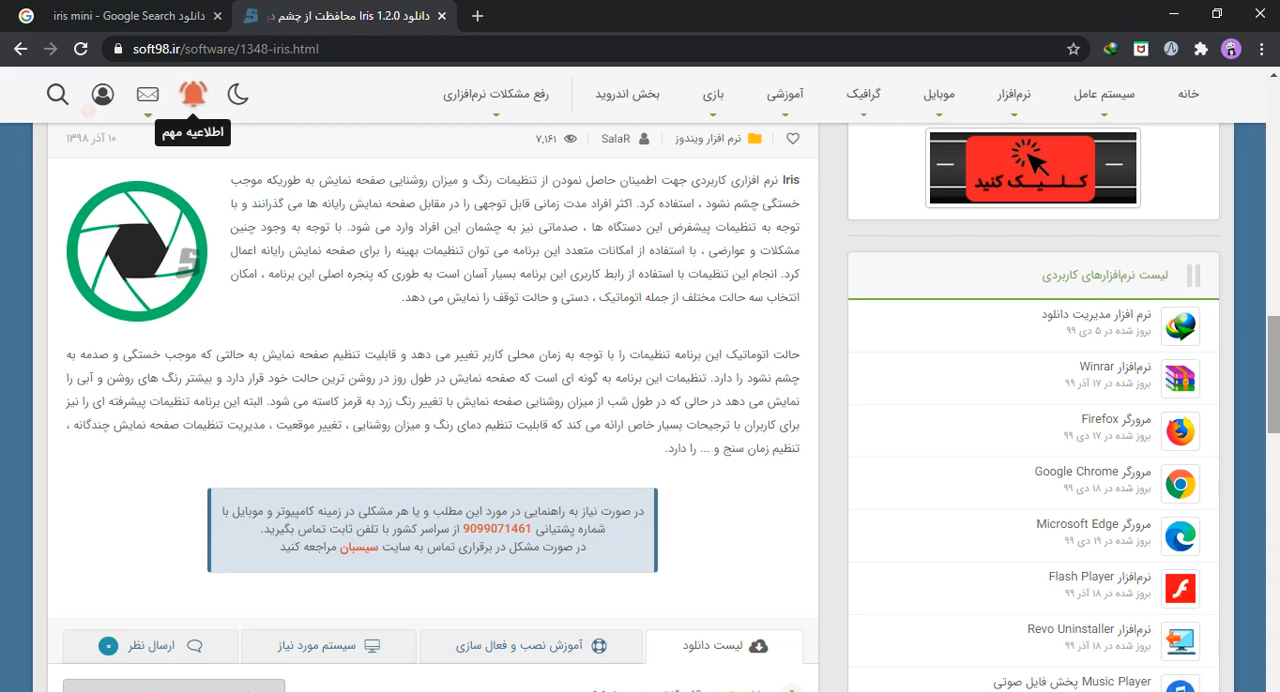 iris mini - Google Search دانلود
دانلود Iris 1.2.0 محافظت از چشم در
soft98.ir/software/1348-iris.html
خانه
سیستم عامل
نرم‌افزار
موبایل
گرافیک
آموزشی
بازی
بخش اندروید
رفع مشکلات نرم‌افزاری
اطلاعیه مهم
نرم افزار ویندوز
SalaR
۷,۱۶۱
۱۰ آذر ۱۳۹۸
Iris نرم افزاری کاربردی جهت اطمینان حاصل نمودن از تنظیمات رنگ و میزان روشنایی صفحه نمایش به طوریکه موجب
خستگی چشم نشود ، استفاده کرد. اکثر افراد مدت زمانی قابل توجهی را در مقابل صفحه نمایش رایانه ها می گذرانند و با
توجه به تنظیمات پیشفرض این دستگاه ها ، صدماتی نیز به چشمان این افراد وارد می شود. با توجه به وجود چنین
مشکلات و عوارضی ، با استفاده از امکانات متعدد این برنامه می توان تنظیمات بهینه را برای صفحه نمایش رایانه اعمال
کرد. انجام این تنظیمات با استفاده از رابط کاربری این برنامه بسیار آسان است به طوری که پنجره اصلی این برنامه ، امکان
انتخاب سه حالت مختلف از جمله اتوماتیک ، دستی و حالت توقف را نمایش می دهد.
حالت اتوماتیک این برنامه تنظیمات را با توجه به زمان محلی کاربر تغییر می دهد و قابلیت تنظیم صفحه نمایش به حالتی که موجب خستگی و صدمه به
چشم نشود را دارد. تنظیمات این برنامه به گونه ای است که صفحه نمایش در طول روز در روشن ترین حالت خود قرار دارد و بیشتر رنگ های روشن و آبی را
نمایش می دهد در حالی که در طول شب از میزان روشنایی صفحه نمایش با تغییر رنگ زرد به قرمز کاسته می شود. البته این برنامه تنظیمات پیشرفته ای را نیز
برای کاربران با ترجیحات بسیار خاص ارائه می کند که قابلیت تنظیم دمای رنگ و میزان روشنایی ، تغییر موقعیت ، مدیریت تنظیمات صفحه نمایش چندگانه ،
تنظیم زمان سنج و ... را دارد.
در صورت نیاز به راهنمایی در مورد این مطلب و یا هر مشکلی در زمینه کامپیوتر و موبایل با
شماره پشتیانی 9099071461 از سراسر کشور با تلفن ثابت تماس بگیرید.
در صورت مشکل در برقراری تماس به سایت سیسبان مراجعه کنید
لیست دانلود
آموزش نصب و فعال سازی
سیستم مورد نیاز
ارسال نظر ۰
کلیک کنید
لیست نرم‌افزارهای کاربردی
نرم افزار مدیریت دانلود
بروز شده در ۵ دی ۹۹
نرم‌افزار Winrar
بروز شده در ۱۷ آذر ۹۹
مرورگر Firefox
بروز شده در ۱۷ دی ۹۹
مرورگر Google Chrome
بروز شده در ۱۸ دی ۹۹
مرورگر Microsoft Edge
بروز شده در ۱۹ دی ۹۹
نرم‌افزار Flash Player
بروز شده در ۱۸ آذر ۹۹
نرم‌افزار Revo Uninstaller
بروز شده در ۱۸ آذر ۹۹
Music Player پخش فایل صوتی